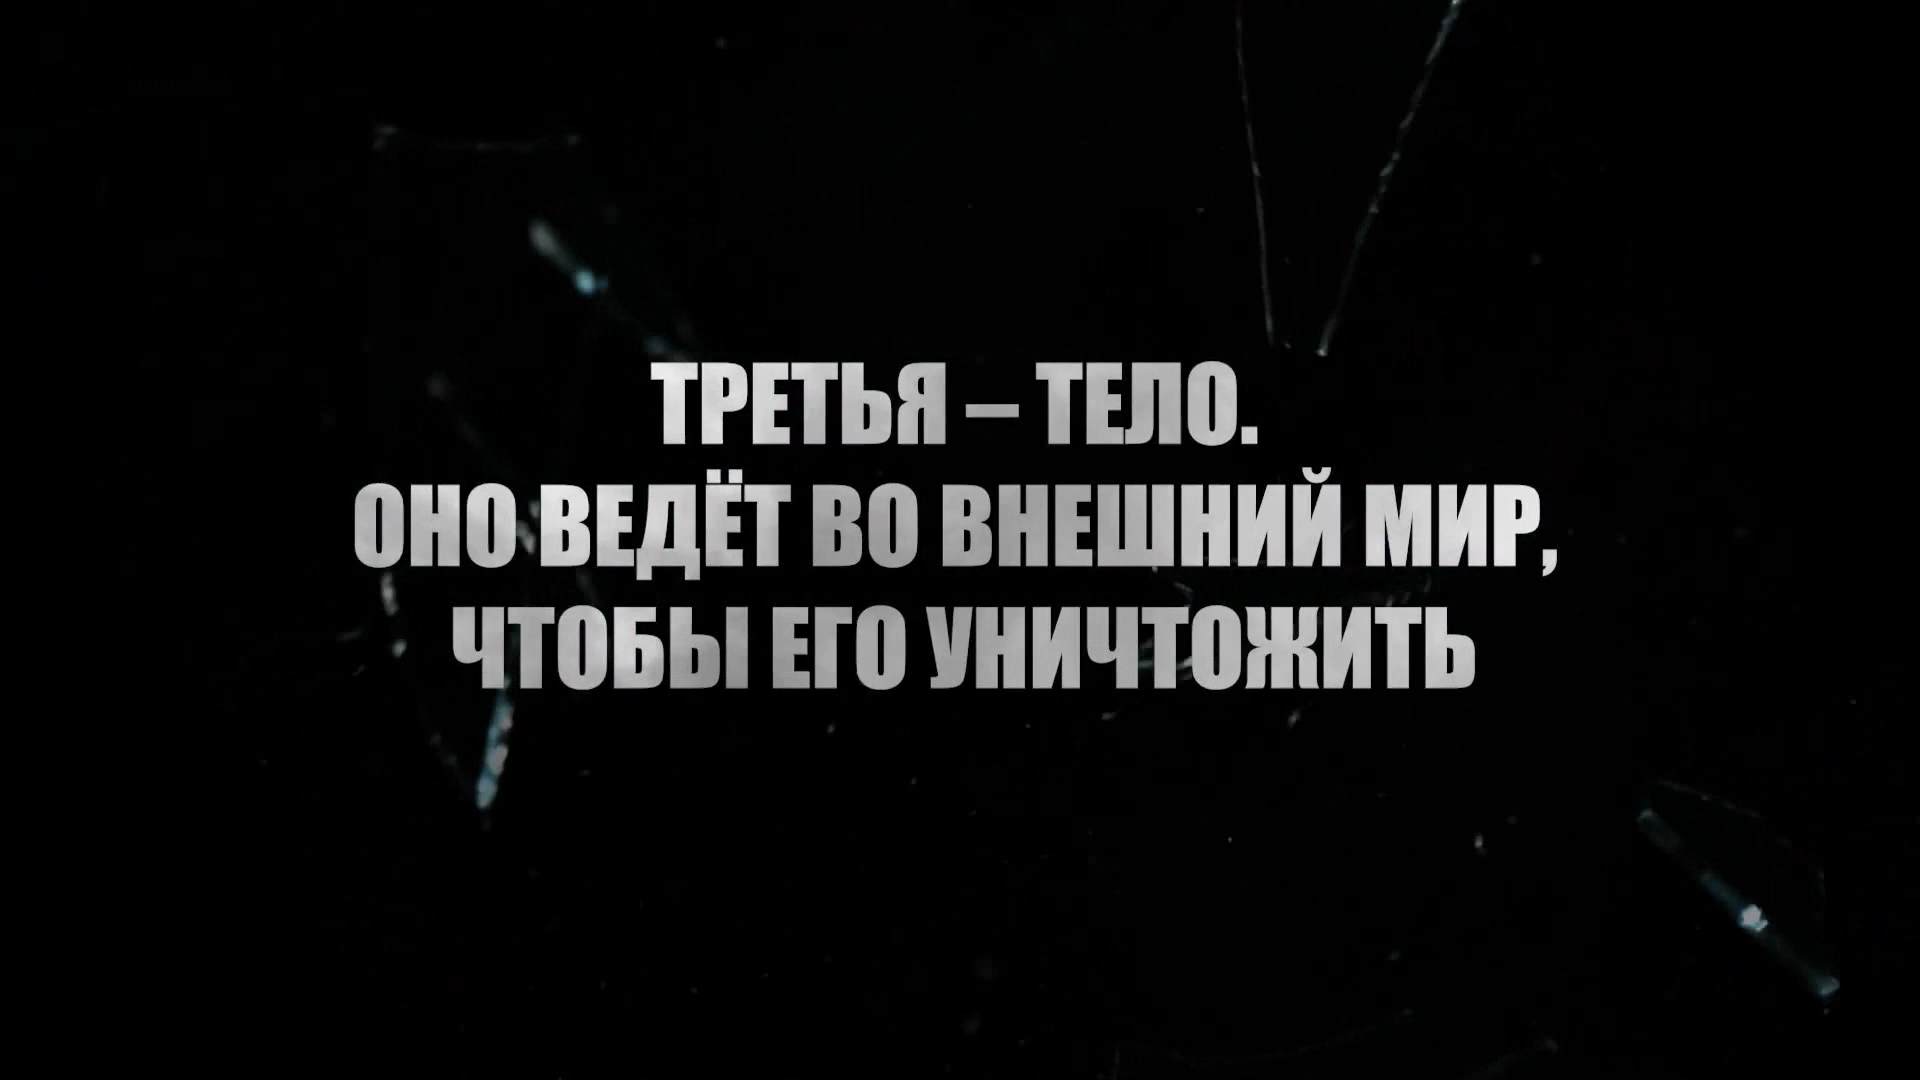 ТРЕТЬЯ – ТЕЛО.
ОНО ВЕДЁТ ВО ВНЕШНИЙ МИР,
ЧТОБЫ ЕГО УНИЧТОЖИТЬ